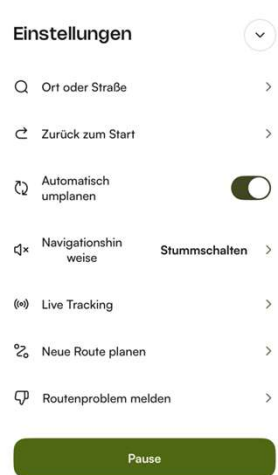 Einstellungen
Ort oder Straße
Zurück zum Start
Automatisch
umplanen
Navigationshin
weise
Stummschalten
Live Tracking
Neue Route planen
Routenproblem melden
Pause